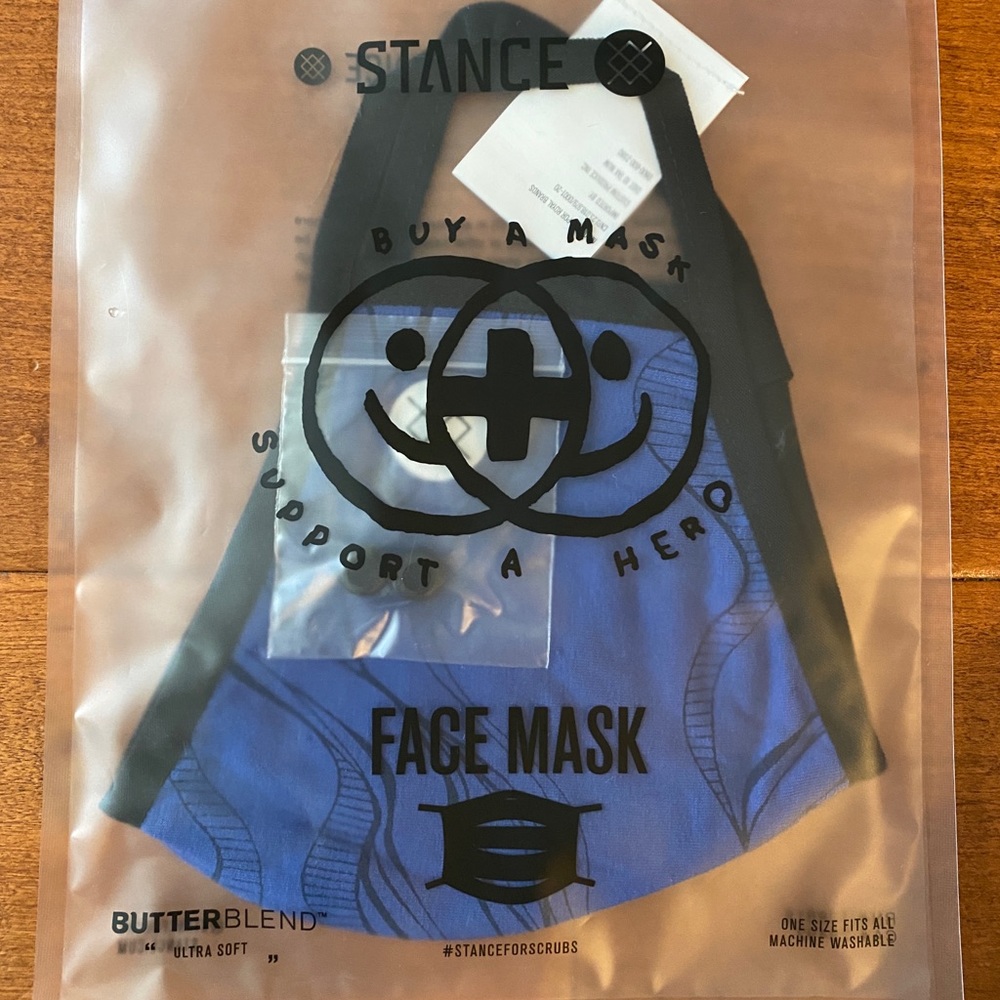 STANCE
BUY A MASK
SUPPORT A HERO
FACE MASK
BUTTERBLEND™
“ ULTRA SOFT „
#STANCEFORSCRUBS
ONE SIZE FITS ALL
MACHINE WASHABLE